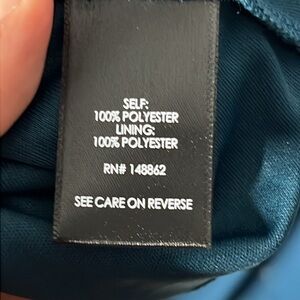 SELF:
100% POLYESTER
LINING:
100% POLYESTER
RN# 148862
SEE CARE ON REVERSE